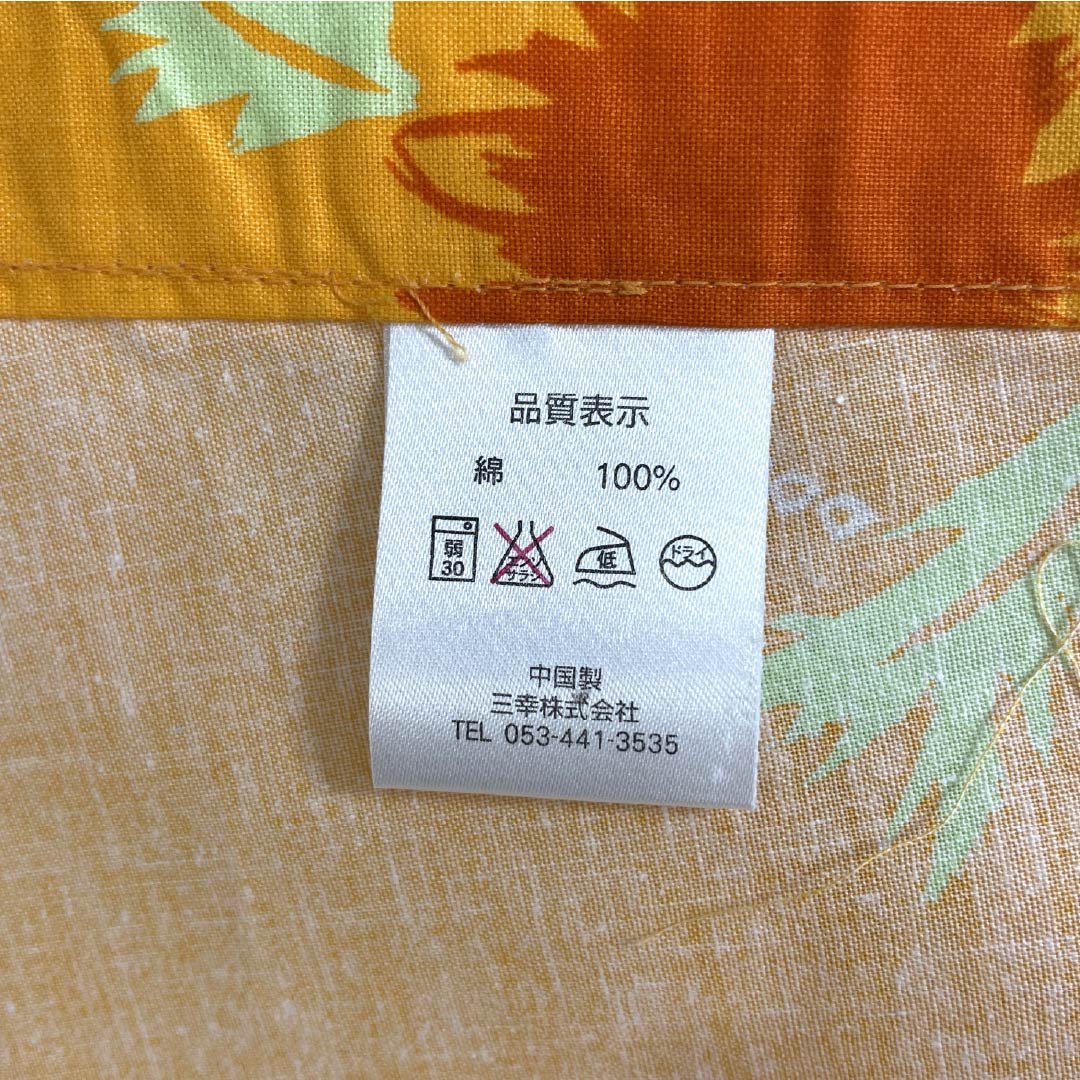 品質表示
綿 100%
弱 30 エンソ サラシ 低 ドライ
中国製
三幸株式会社
TEL 053-441-3535